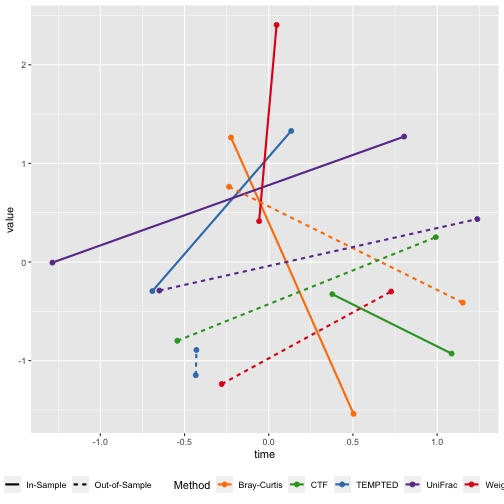 2
1
0
-1
value
-1.0 -0.5 0.0 0.5 1.0
time
In-Sample Out-of-Sample Method Bray-Curtis CTF TEMPTED UniFrac Weig